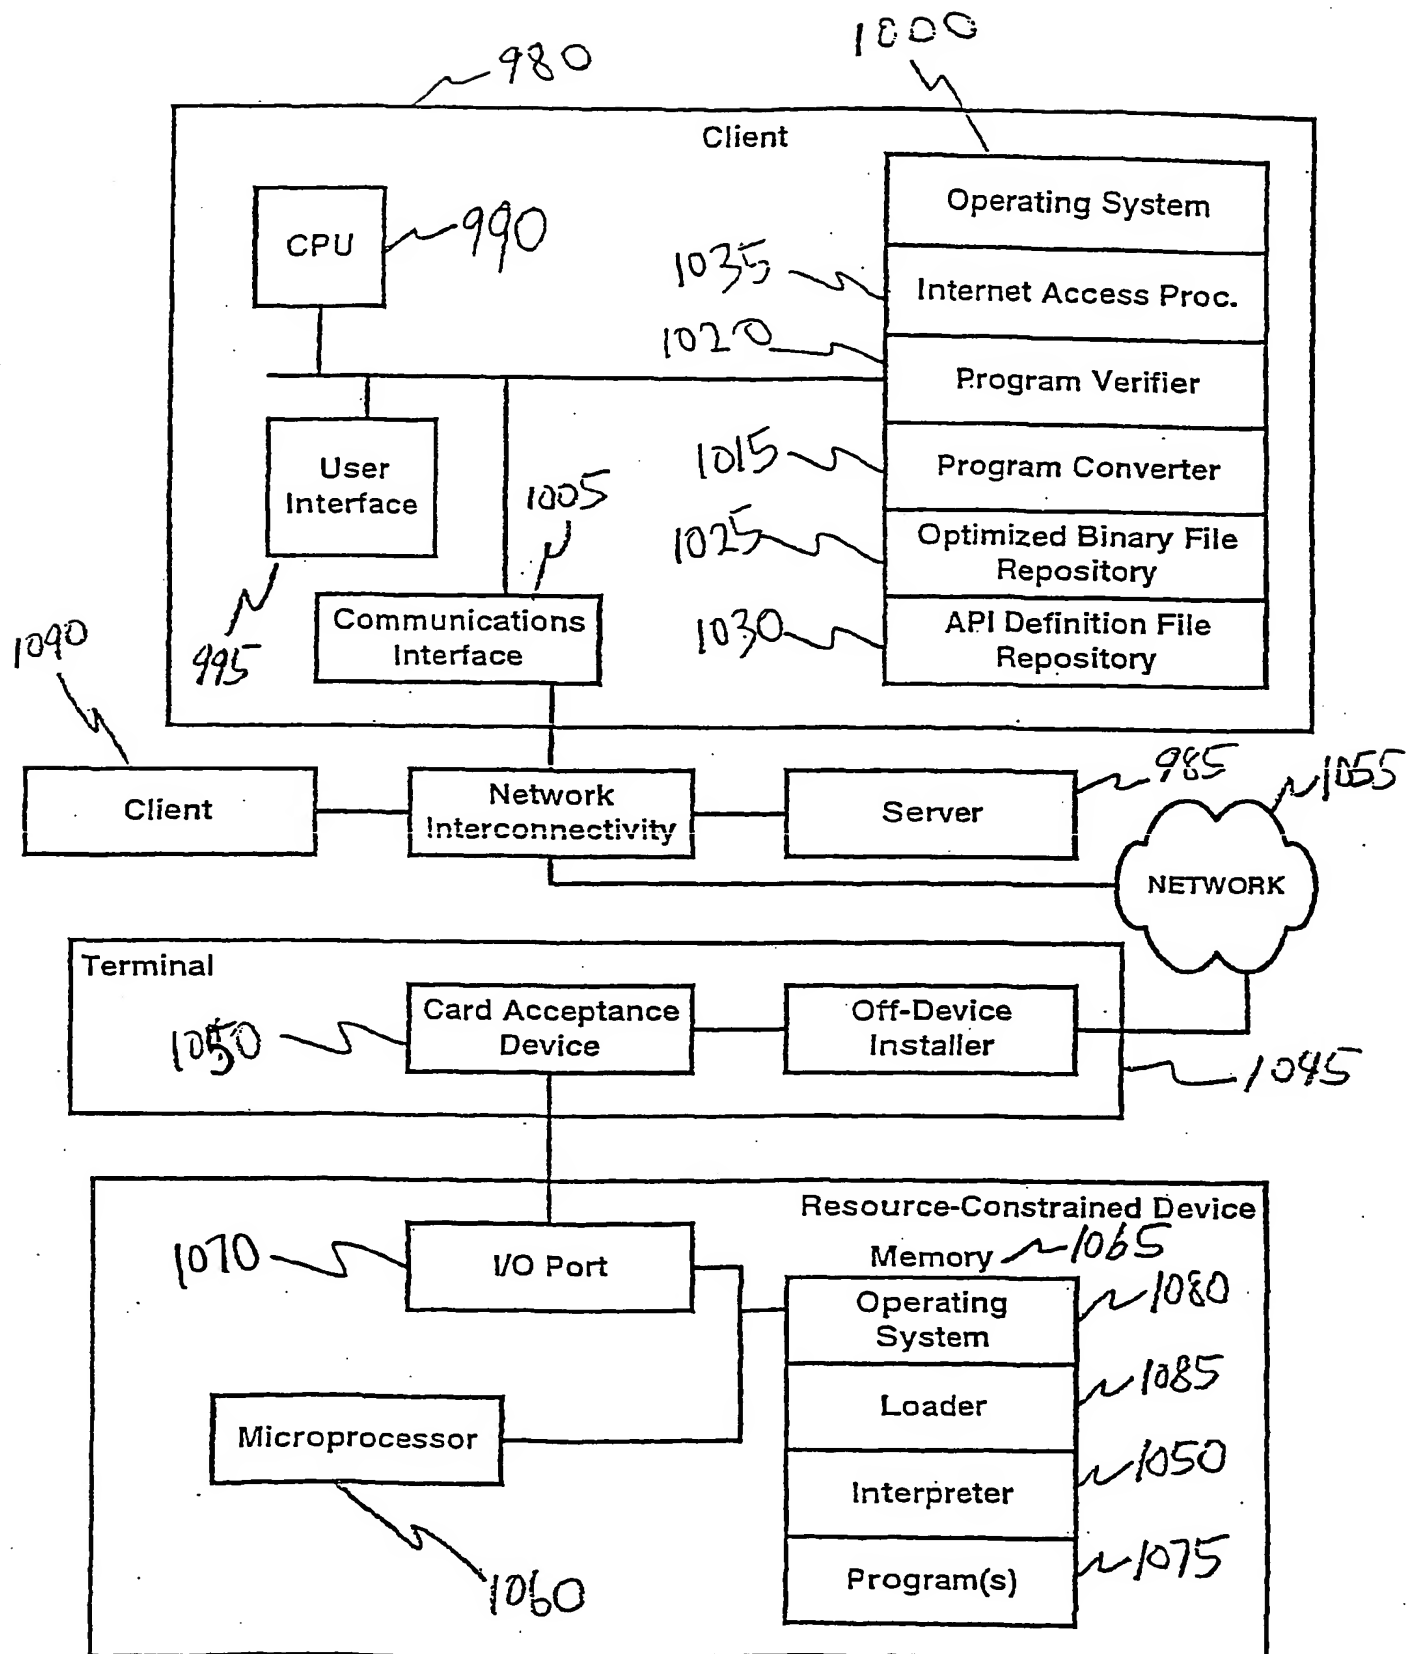 980
1000
Client
CPU
990
Operating System
1035
Internet Access Proc.
1020
Program Verifier
1015
Program Converter
User
Interface
1005
1025
Optimized Binary File
Repository
995
Communications
Interface
1030
API Definition File
Repository
1090
Client
Network
Interconnectivity
Server
985
1055
NETWORK
Terminal
1050
Card Acceptance
Device
Off-Device
Installer
1045
Resource-Constrained Device
1070
I/O Port
Memory
1065
Operating
System
1080
Loader
1085
Microprocessor
1060
Interpreter
1050
Program(s)
1075